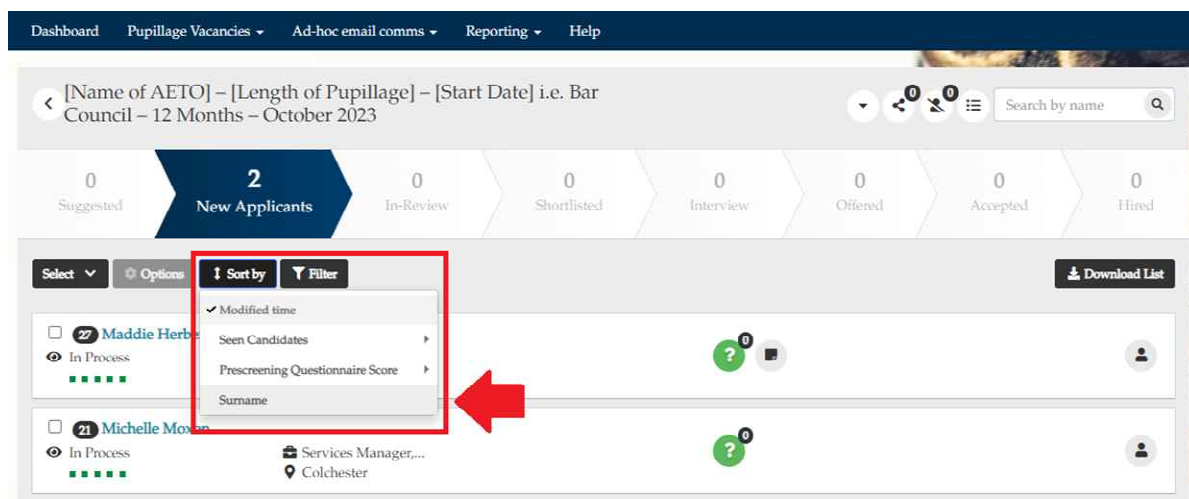 Dashboard Pupillage Vacancies Ad-hoc email comms Reporting Help
[Name of AETO] – [Length of Pupillage] – [Start Date] i.e. Bar
Council – 12 Months – October 2023
0 0 Search by name
0 2 0 0 0 0 0 0
Suggested New Applicants In-Review Shortlisted Interview Offered Accepted Hired
Select Options Sort by Filter Download List
Modified time
Seen Candidates
Prescreening Questionnaire Score
Surname
27 Maddie ? 0
In Process
21 Michelle ? 0
In Process Services Manager,...
Colchester